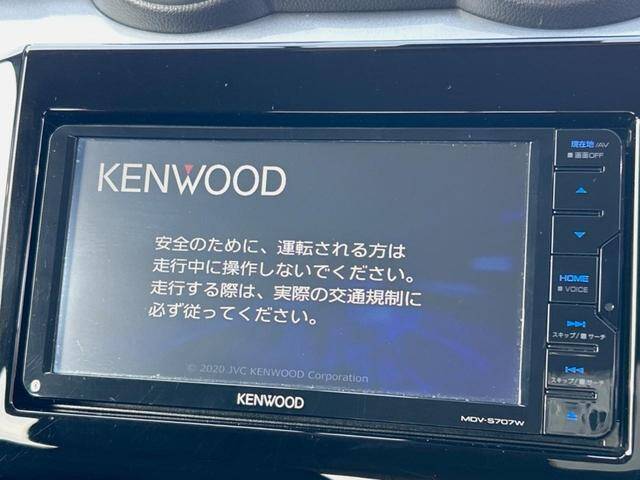 KENWOOD
安全のために、運転される方は
走行中に操作しないでください。
走行する際は、実際の交通規制に
必ず従ってください。
© 2020 JVC KENWOOD Corporation
KENWOOD
MDV-S707W
現在地/AV
■ 画面OFF
▲
▼
HOME
■ VOICE
▶▶|
スキップ/■サーチ
|◀◀
スキップ/■サーチ
⏏